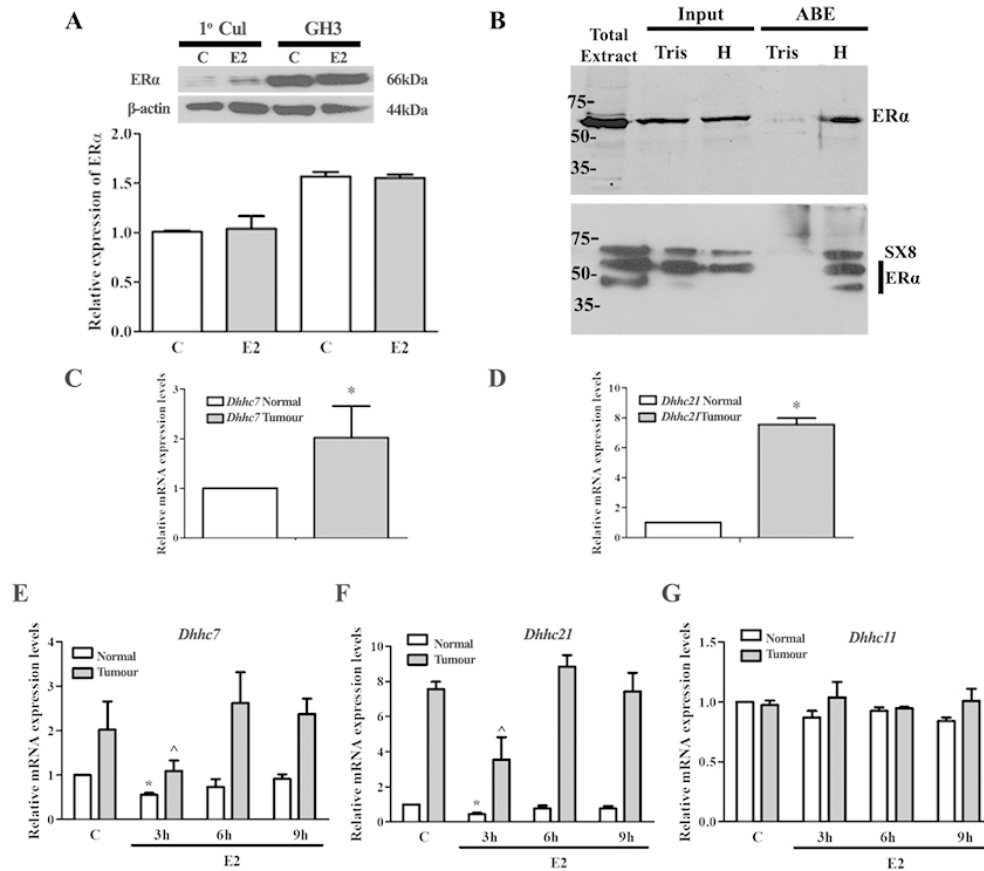 A
1º Cul GH3
C E2 C E2
ERα 66kDa
β-actin 44kDa
Relative expression of ERα
2.0
1.5
1.0
0.5
0.0
C E2 C E2
B
Input ABE
Total Extract
Tris H Tris H
75-
50-
35-
ERα
75-
50-
35-
SX8
ERα
C
Relative mRNA expression levels
3
2
1
0
Dhhc7 Normal
Dhhc7 Tumour
*
D
Relative mRNA expression levels
10
8
6
4
2
0
Dhhc21 Normal
Dhhc21 Tumour
*
E
Dhhc7
Relative mRNA expression levels
4
3
2
1
0
Normal
Tumour
* ^
C 3h 6h 9h
E2
F
Dhhc21
Relative mRNA expression levels
10
8
6
4
2
0
Normal
Tumour
* ^
C 3h 6h 9h
E2
G
Dhhc11
Relative mRNA expression levels
1.5
1.0
0.5
0.0
Normal
Tumour
C 3h 6h 9h
E2